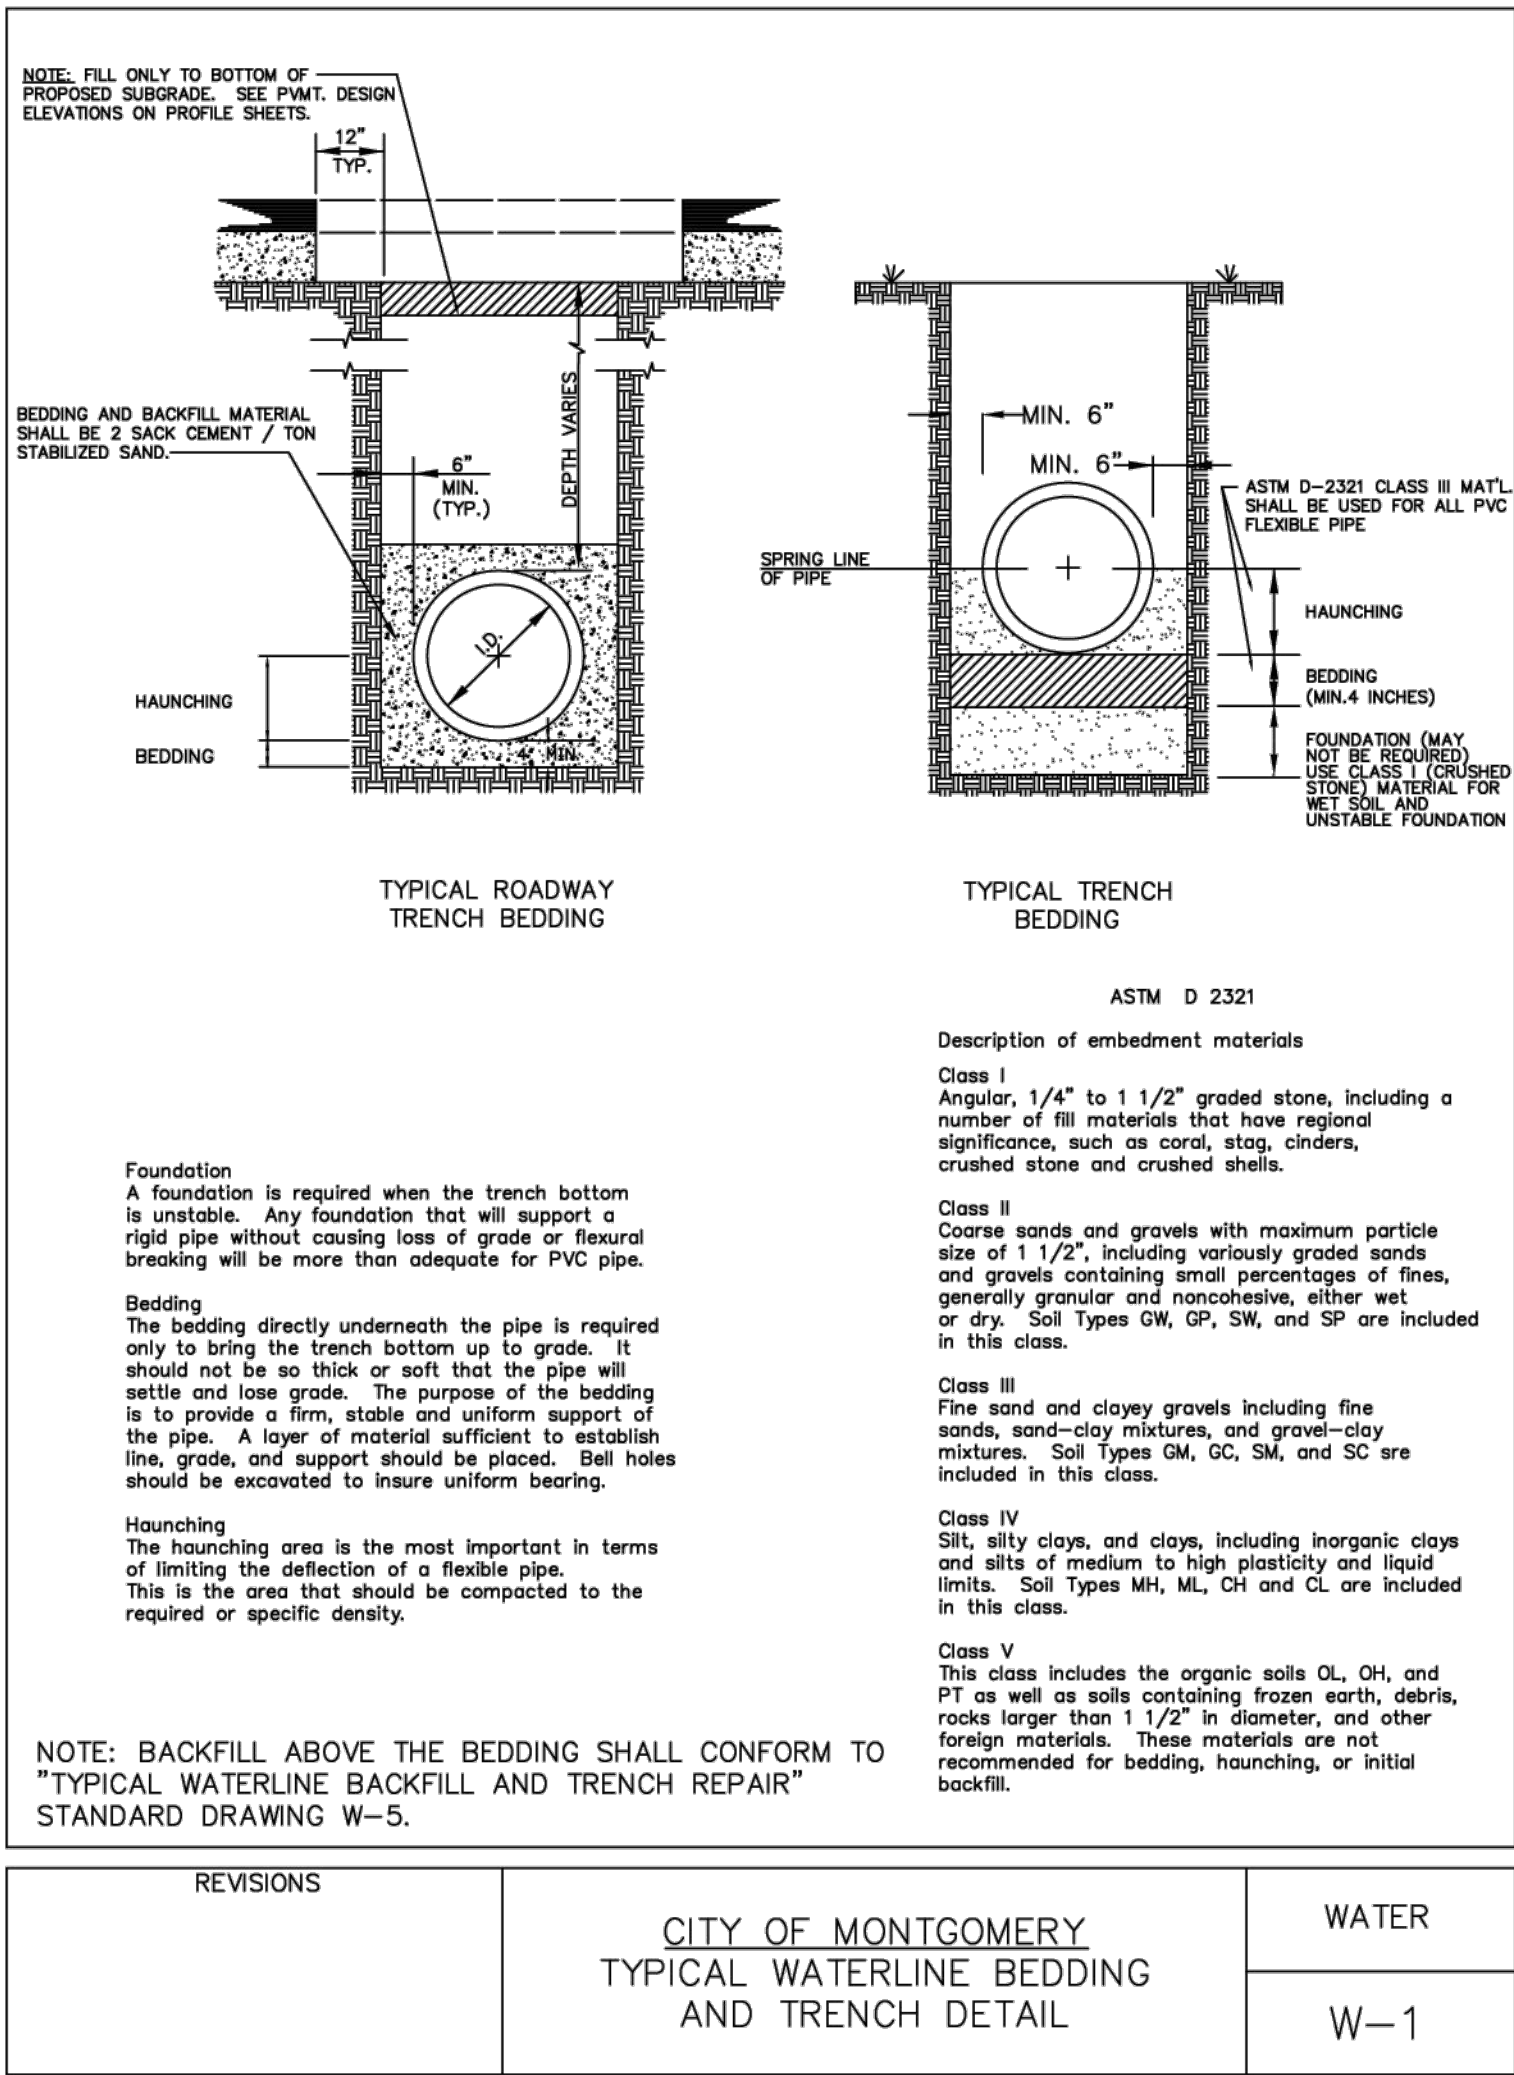 NOTE: FILL ONLY TO BOTTOM OF
PROPOSED SUBGRADE. SEE PVMT. DESIGN
ELEVATIONS ON PROFILE SHEETS.
12"
TYP.
BEDDING AND BACKFILL MATERIAL
SHALL BE 2 SACK CEMENT / TON
STABILIZED SAND.
6"
MIN.
(TYP.)
DEPTH VARIES
I.D.
HAUNCHING
BEDDING
4" MIN.
TYPICAL ROADWAY
TRENCH BEDDING
MIN. 6"
MIN. 6"
SPRING LINE
OF PIPE
ASTM D-2321 CLASS III MAT'L.
SHALL BE USED FOR ALL PVC
FLEXIBLE PIPE
HAUNCHING
BEDDING
(MIN.4 INCHES)
FOUNDATION (MAY
NOT BE REQUIRED)
USE CLASS I (CRUSHED
STONE) MATERIAL FOR
WET SOIL AND
UNSTABLE FOUNDATION
TYPICAL TRENCH
BEDDING
Foundation
A foundation is required when the trench bottom
is unstable. Any foundation that will support a
rigid pipe without causing loss of grade or flexural
breaking will be more than adequate for PVC pipe.
Bedding
The bedding directly underneath the pipe is required
only to bring the trench bottom up to grade. It
should not be so thick or soft that the pipe will
settle and lose grade. The purpose of the bedding
is to provide a firm, stable and uniform support of
the pipe. A layer of material sufficient to establish
line, grade, and support should be placed. Bell holes
should be excavated to insure uniform bearing.
Haunching
The haunching area is the most important in terms
of limiting the deflection of a flexible pipe.
This is the area that should be compacted to the
required or specific density.
ASTM D 2321
Description of embedment materials
Class I
Angular, 1/4" to 1 1/2" graded stone, including a
number of fill materials that have regional
significance, such as coral, stag, cinders,
crushed stone and crushed shells.
Class II
Coarse sands and gravels with maximum particle
size of 1 1/2", including variously graded sands
and gravels containing small percentages of fines,
generally granular and noncohesive, either wet
or dry. Soil Types GW, GP, SW, and SP are included
in this class.
Class III
Fine sand and clayey gravels including fine
sands, sand-clay mixtures, and gravel-clay
mixtures. Soil Types GM, GC, SM, and SC sre
included in this class.
Class IV
Silt, silty clays, and clays, including inorganic clays
and silts of medium to high plasticity and liquid
limits. Soil Types MH, ML, CH and CL are included
in this class.
Class V
This class includes the organic soils OL, OH, and
PT as well as soils containing frozen earth, debris,
rocks larger than 1 1/2" in diameter, and other
foreign materials. These materials are not
recommended for bedding, haunching, or initial
backfill.
NOTE: BACKFILL ABOVE THE BEDDING SHALL CONFORM TO
"TYPICAL WATERLINE BACKFILL AND TRENCH REPAIR"
STANDARD DRAWING W-5.
REVISIONS
CITY OF MONTGOMERY
TYPICAL WATERLINE BEDDING
AND TRENCH DETAIL
WATER
W-1